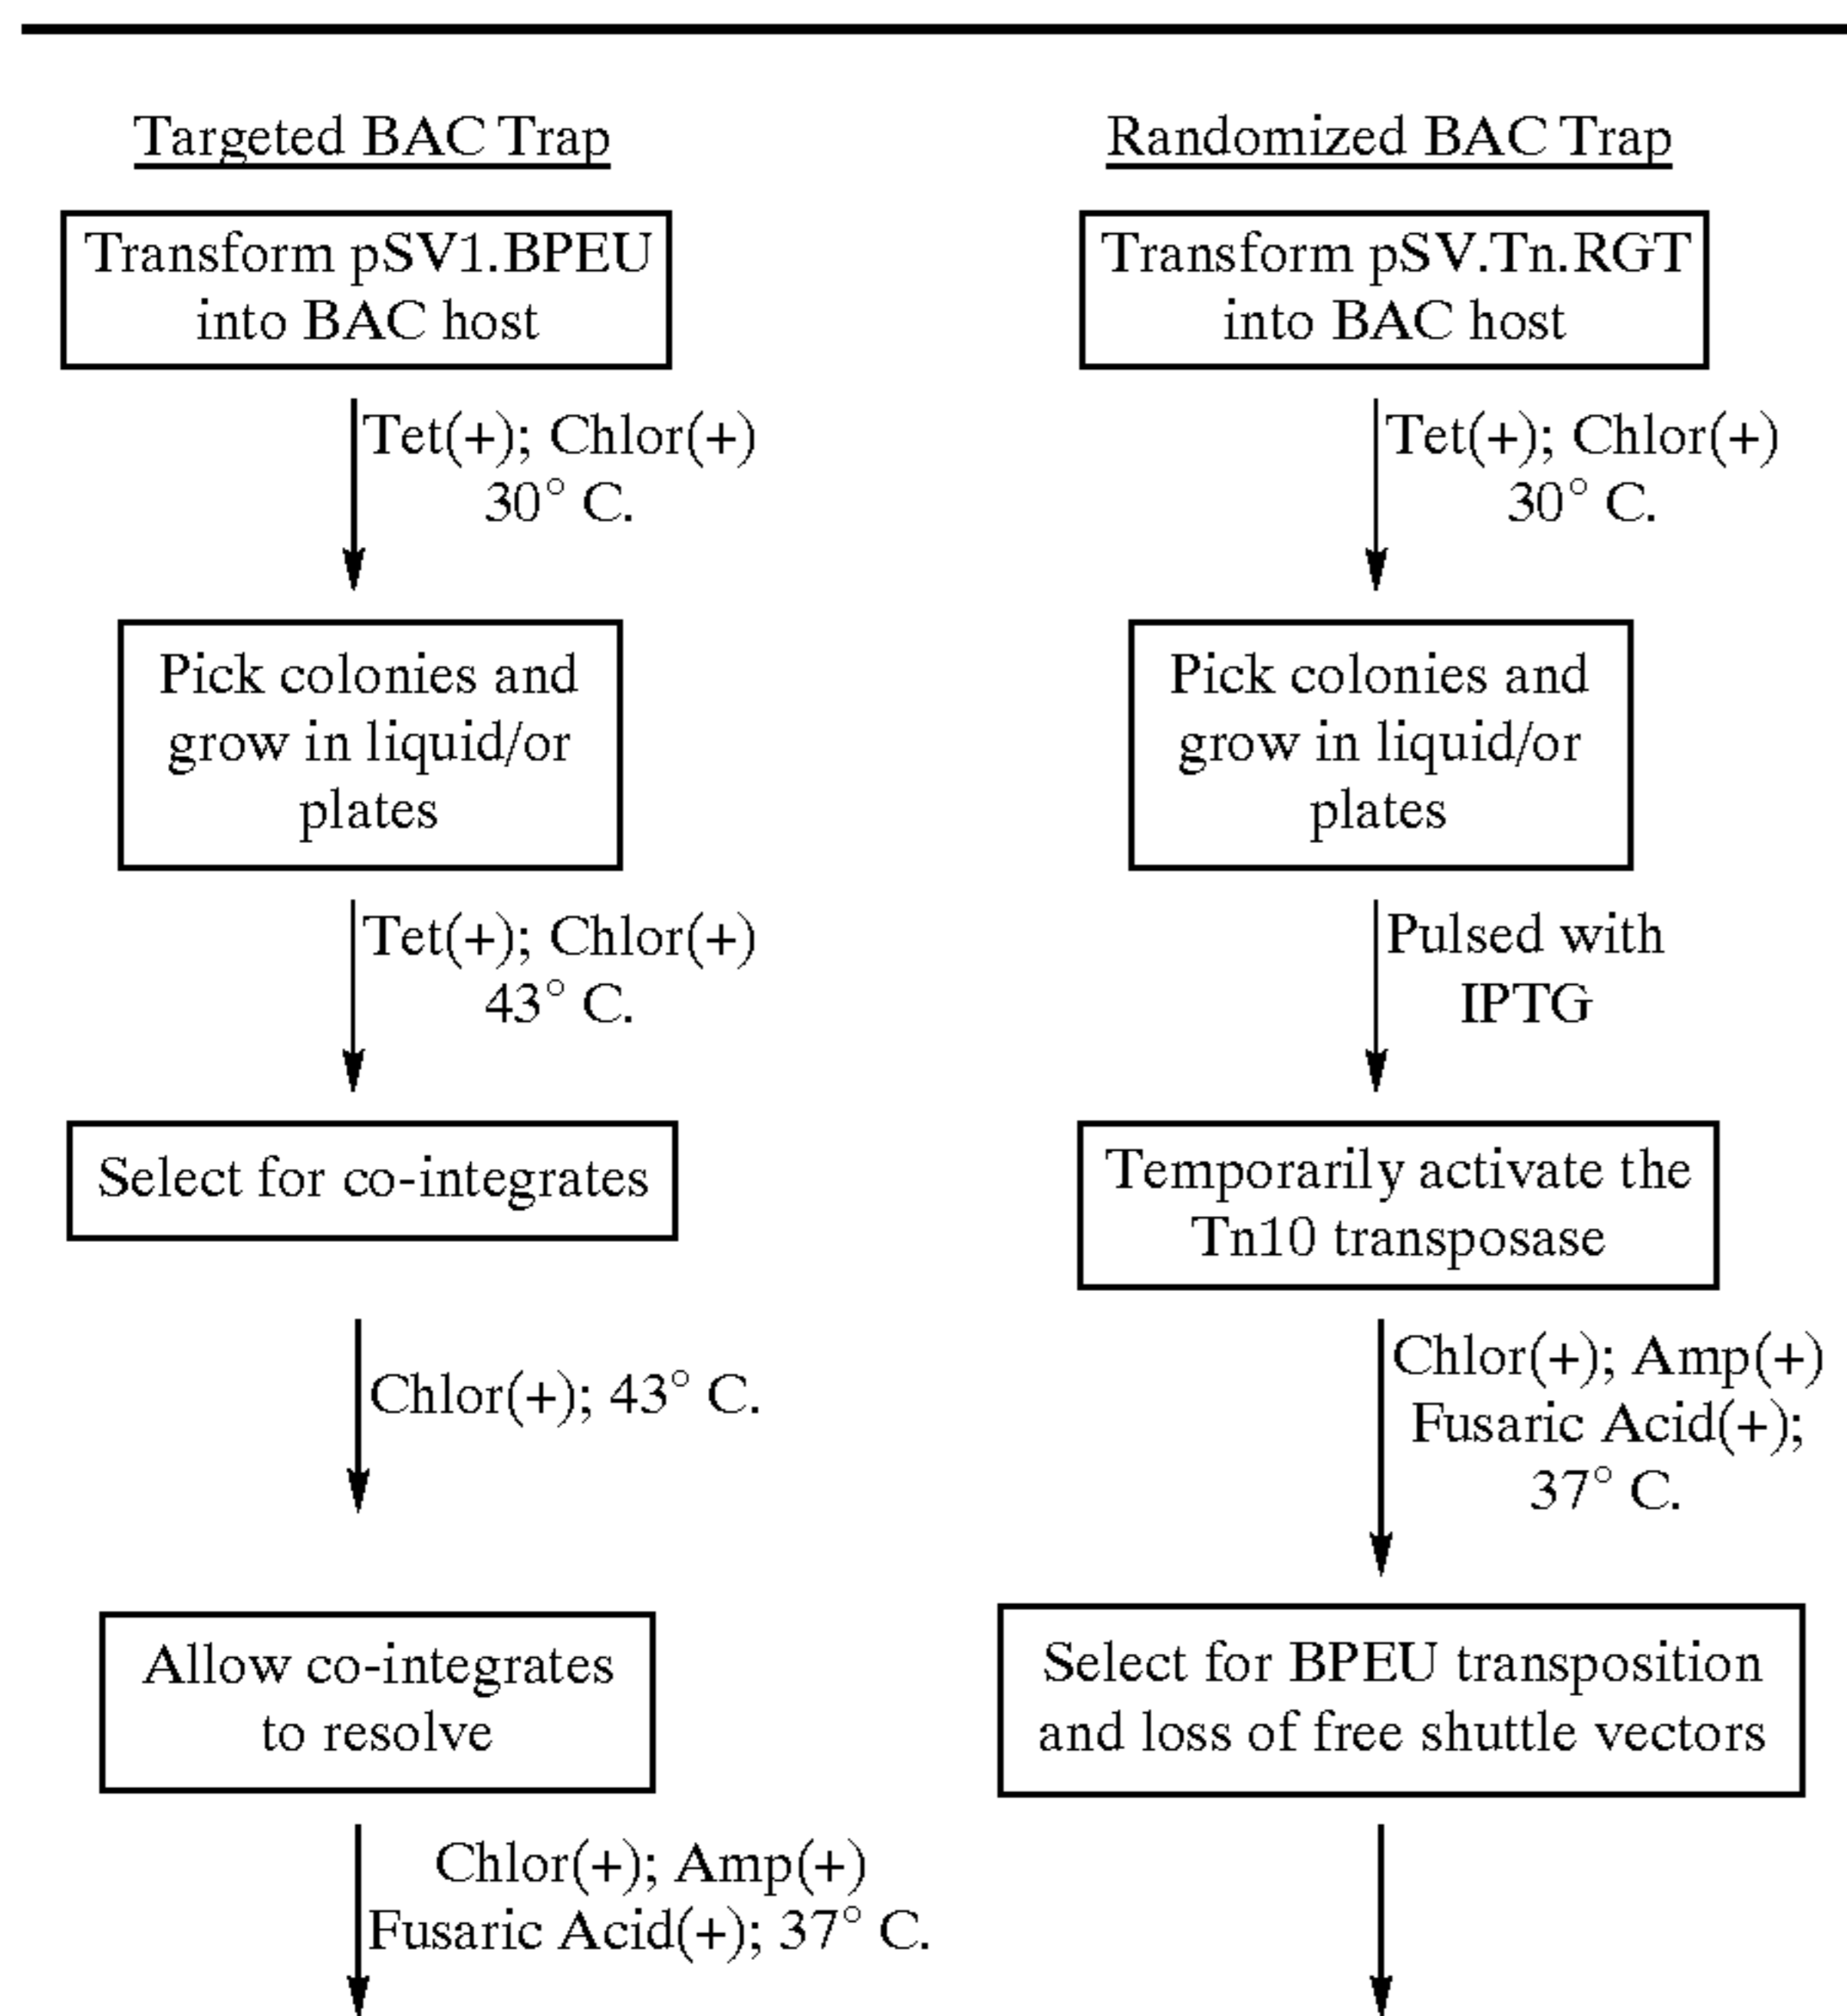 Targeted BAC Trap
Transform pSV1.BPEU
into BAC host
Tet(+); Chlor(+)
30° C.
Pick colonies and
grow in liquid/or
plates
Tet(+); Chlor(+)
43° C.
Select for co-integrates
Chlor(+); 43° C.
Allow co-integrates
to resolve
Chlor(+); Amp(+)
Fusaric Acid(+); 37° C.
Randomized BAC Trap
Transform pSV.Tn.RGT
into BAC host
Tet(+); Chlor(+)
30° C.
Pick colonies and
grow in liquid/or
plates
Pulsed with
IPTG
Temporarily activate the
Tn10 transposase
Chlor(+); Amp(+)
Fusaric Acid(+);
37° C.
Select for BPEU transposition
and loss of free shuttle vectors